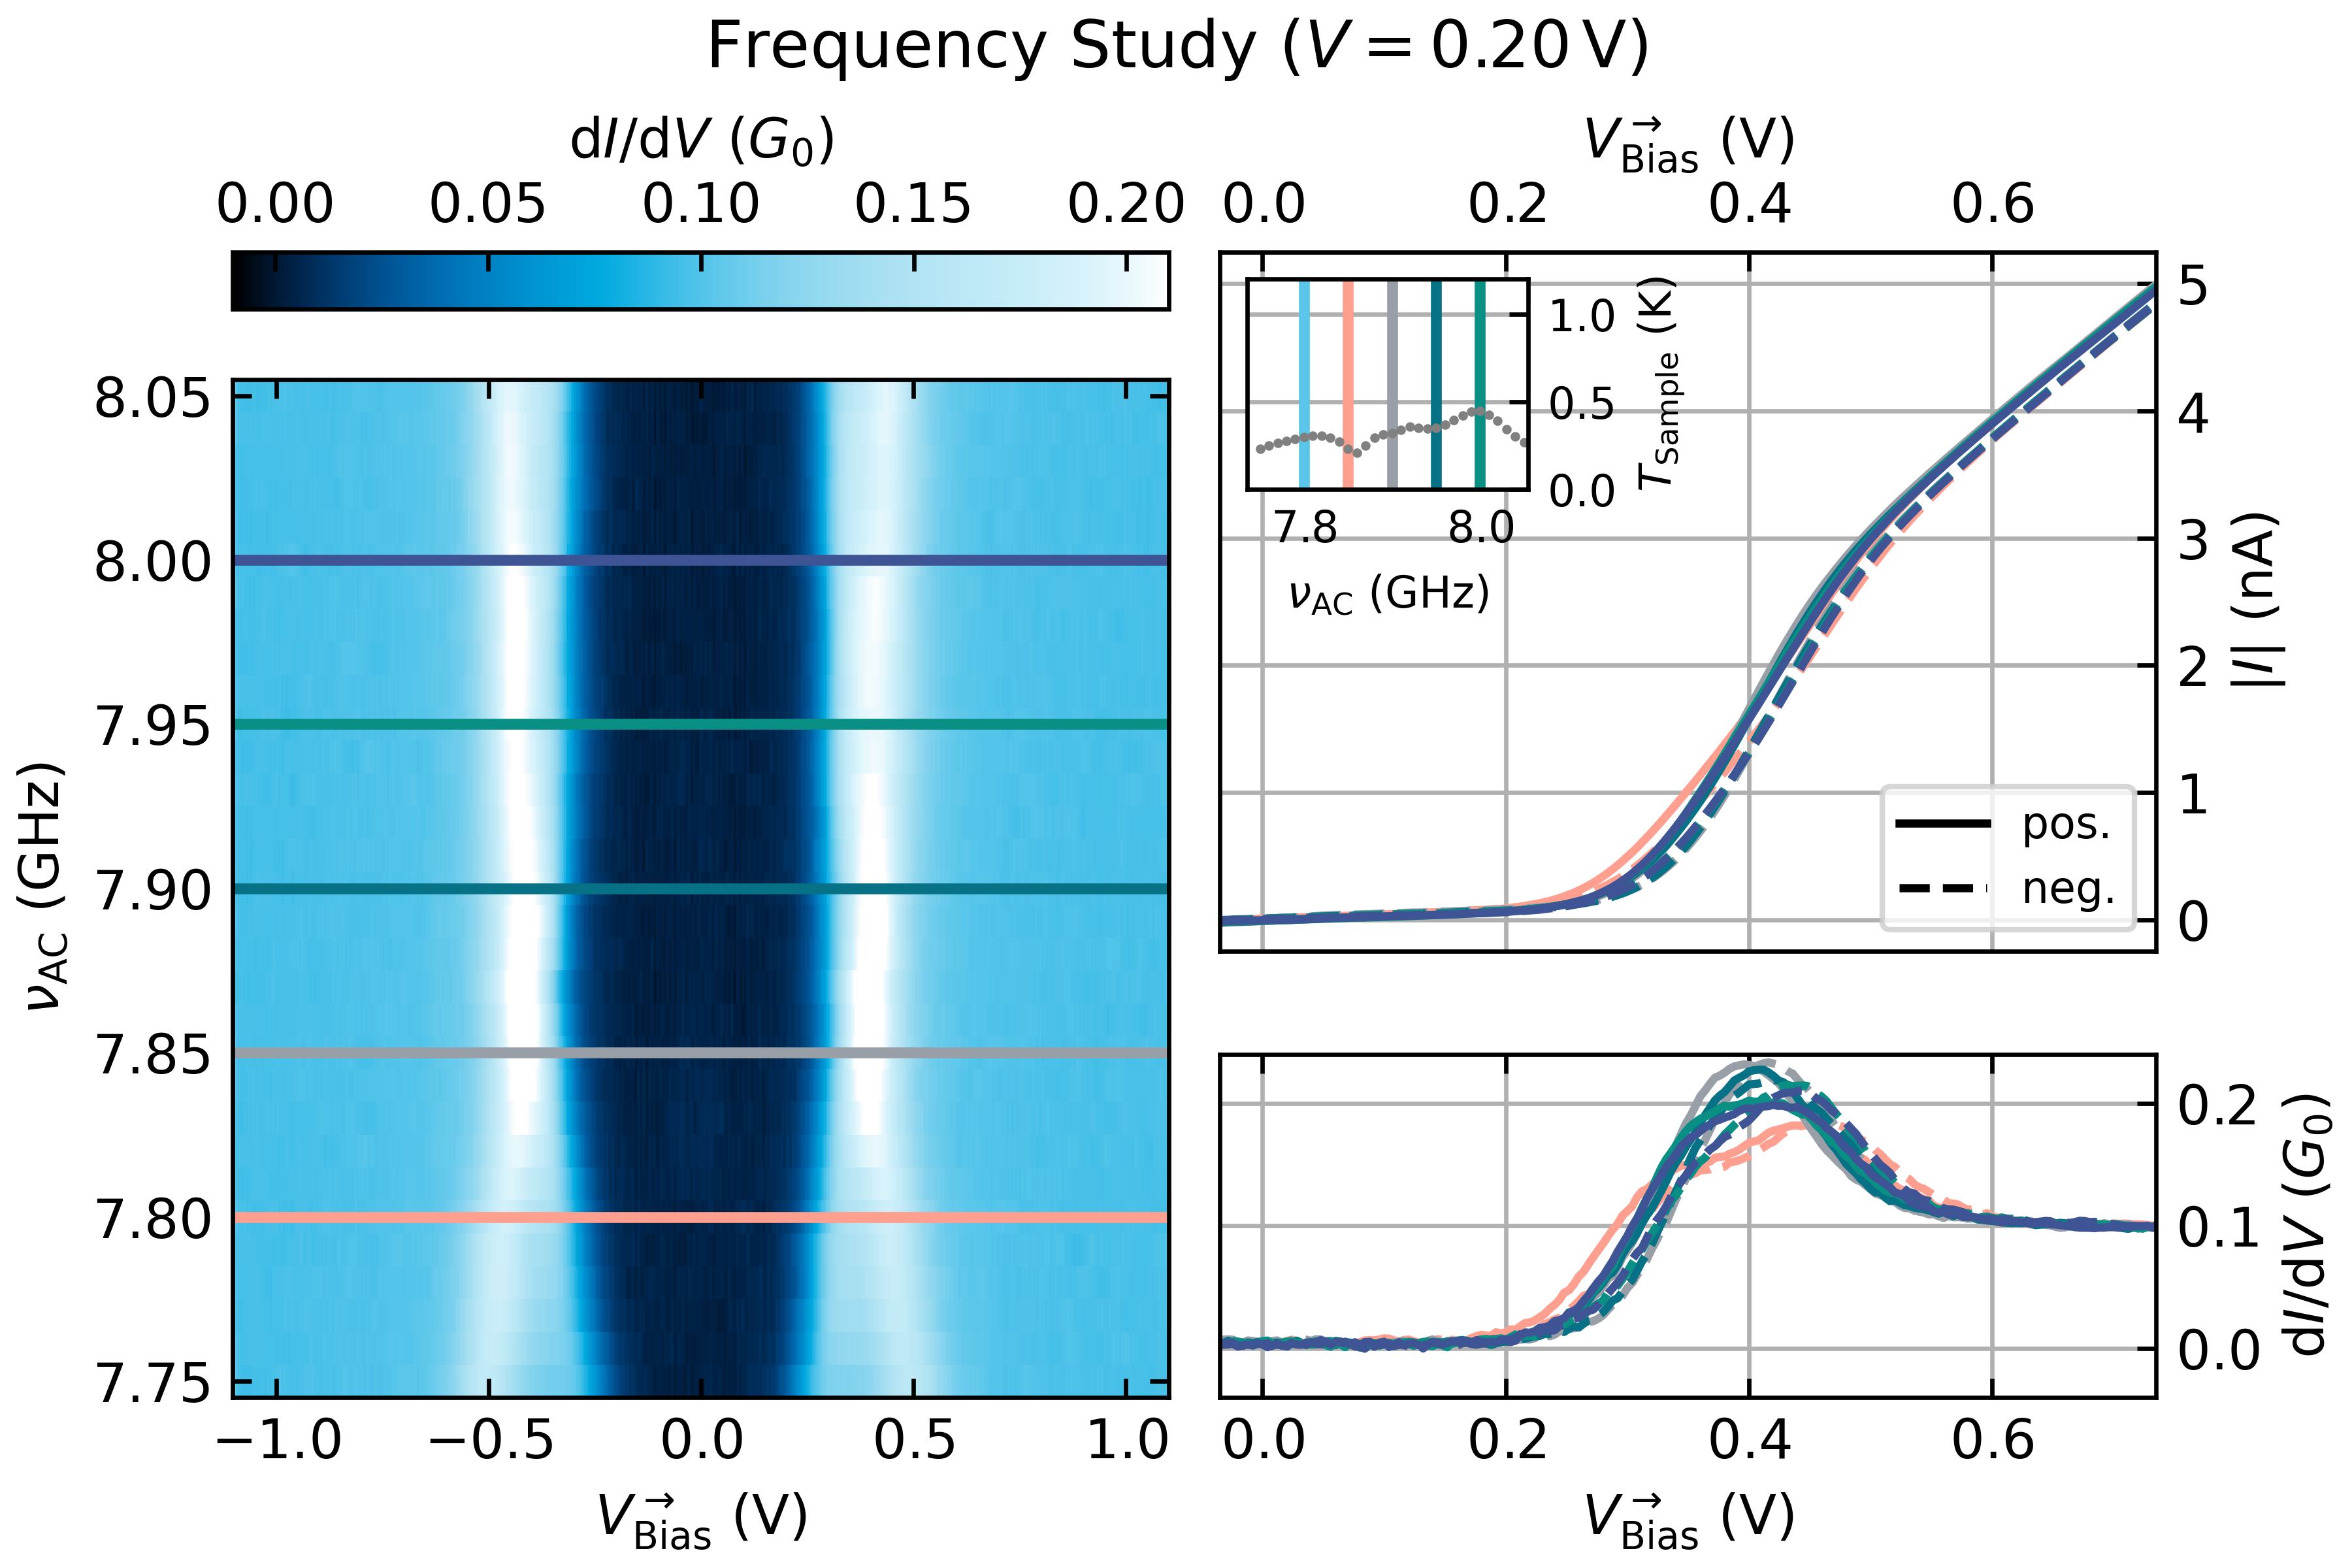 Frequency Study (V = 0.20 V)
dI/dV (G₀)
0.00 0.05 0.10 0.15 0.20
8.05
8.00
7.95
7.90
7.85
7.80
7.75
ν_AC (GHz)
−1.0 −0.5 0.0 0.5 1.0
V→_Bias (V)
V→_Bias (V)
0.0 0.2 0.4 0.6
1.0
0.5
0.0
T_Sample (K)
7.8 8.0
ν_AC (GHz)
5
4
3
2
1
0
|I| (nA)
pos.
neg.
0.2
0.1
0.0
dI/dV (G₀)
0.0 0.2 0.4 0.6
V→_Bias (V)